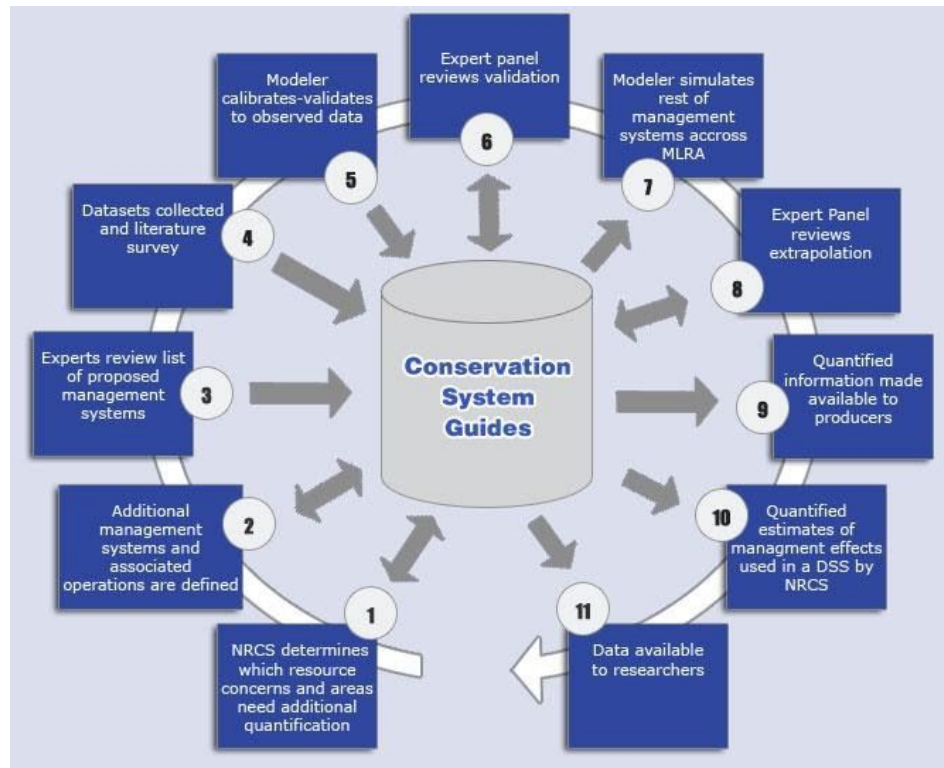 Expert panel
reviews validation
6
Modeler
calibrates-validates
to observed data
5
Modeler simulates
rest of
management
systems accross
MLRA
7
Datasets collected
and literature
survey
4
Expert Panel
reviews
extrapolation
8
Experts review list
of proposed
management
systems
3
Conservation
System
Guides
Quantified
information made
available to
producers
9
Additional
management
systems and
associated
operations are
defined
2
Quantified
estimates of
managment effects
used in a DSS by
NRCS
10
NRCS determines
which resource
concerns and areas
need additional
quantification
1
Data available
to researchers
11